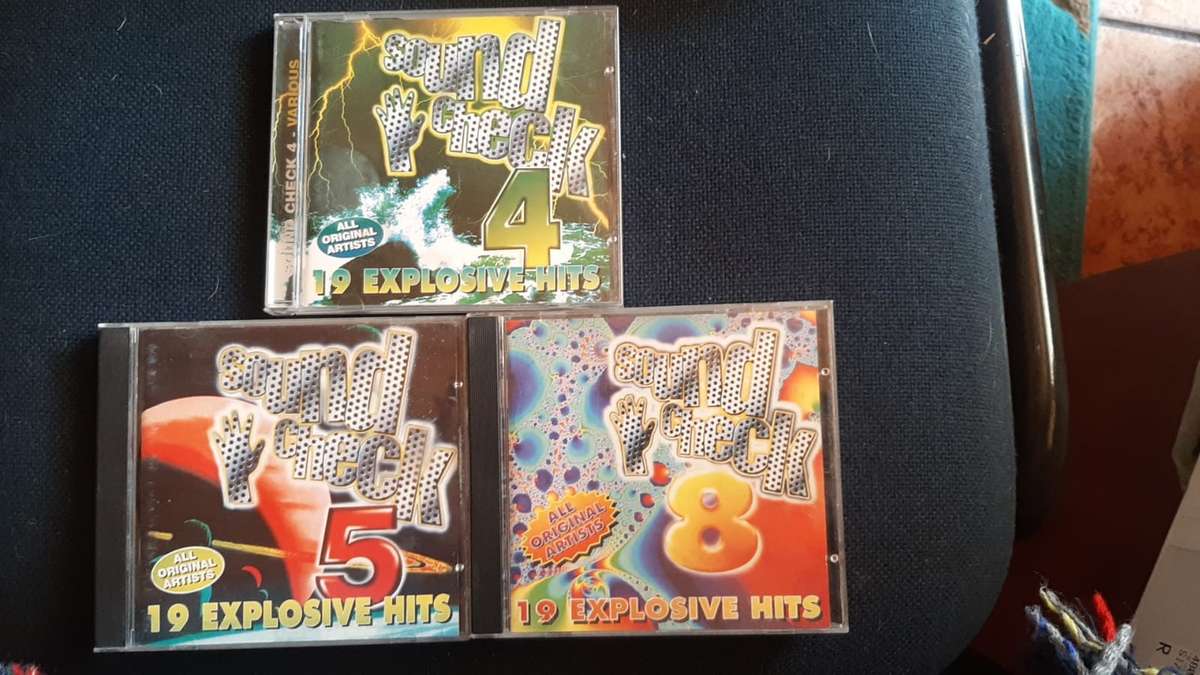 SOUND CHECK 4 - VARIOUS
sound
check
4
ALL
ORIGINAL
ARTISTS
19 EXPLOSIVE HITS
sound
check
5
ALL
ORIGINAL
ARTISTS
19 EXPLOSIVE HITS
sound
check
8
ALL
ORIGINAL
ARTISTS
19 EXPLOSIVE HITS
R